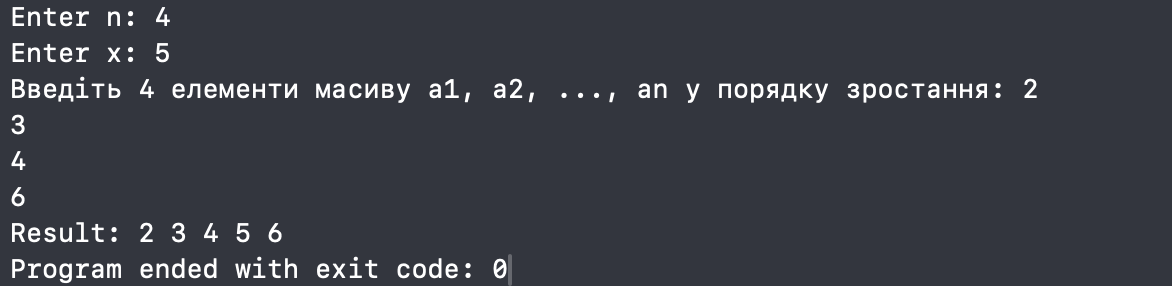 Enter n: 4
Enter x: 5
Введіть 4 елементи масиву a1, a2, ..., an у порядку зростання: 2
3
4
6
Result: 2 3 4 5 6
Program ended with exit code: 0